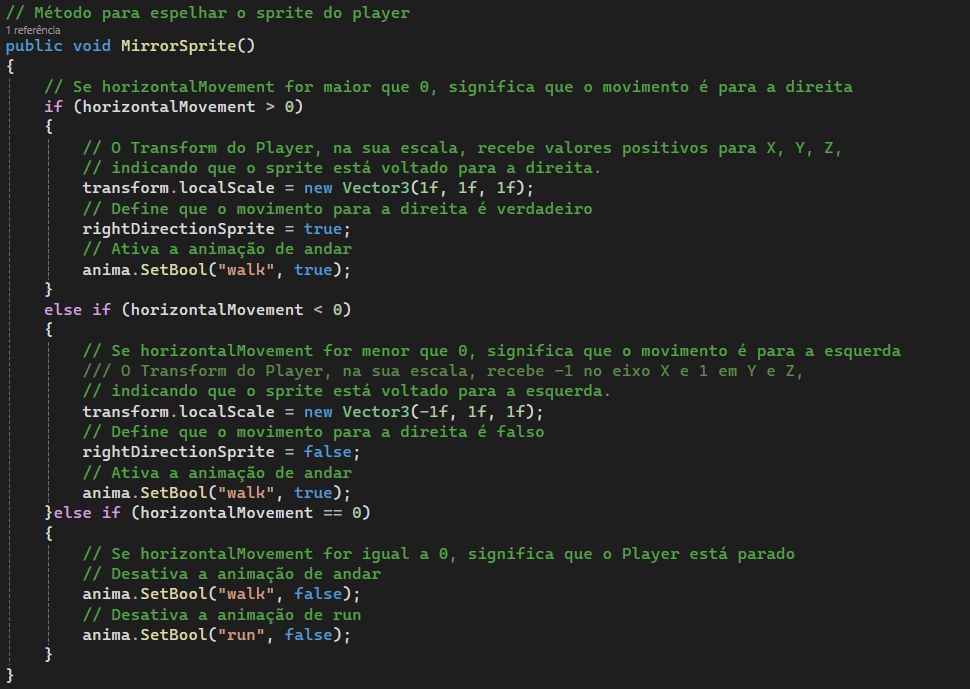 // Método para espelhar o sprite do player
1 referência
public void MirrorSprite()
{
    // Se horizontalMovement for maior que 0, significa que o movimento é para a direita
    if (horizontalMovement > 0)
    {
        // O Transform do Player, na sua escala, recebe valores positivos para X, Y, Z,
        // indicando que o sprite está voltado para a direita.
        transform.localScale = new Vector3(1f, 1f, 1f);
        // Define que o movimento para a direita é verdadeiro
        rightDirectionSprite = true;
        // Ativa a animação de andar
        anima.SetBool("walk", true);
    }
    else if (horizontalMovement < 0)
    {
        // Se horizontalMovement for menor que 0, significa que o movimento é para a esquerda
        /// O Transform do Player, na sua escala, recebe -1 no eixo X e 1 em Y e Z,
        // indicando que o sprite está voltado para a esquerda.
        transform.localScale = new Vector3(-1f, 1f, 1f);
        // Define que o movimento para a direita é falso
        rightDirectionSprite = false;
        // Ativa a animação de andar
        anima.SetBool("walk", true);
    }else if (horizontalMovement == 0)
    {
        // Se horizontalMovement for igual a 0, significa que o Player está parado
        // Desativa a animação de andar
        anima.SetBool("walk", false);
        // Desativa a animação de run
        anima.SetBool("run", false);
    }
}